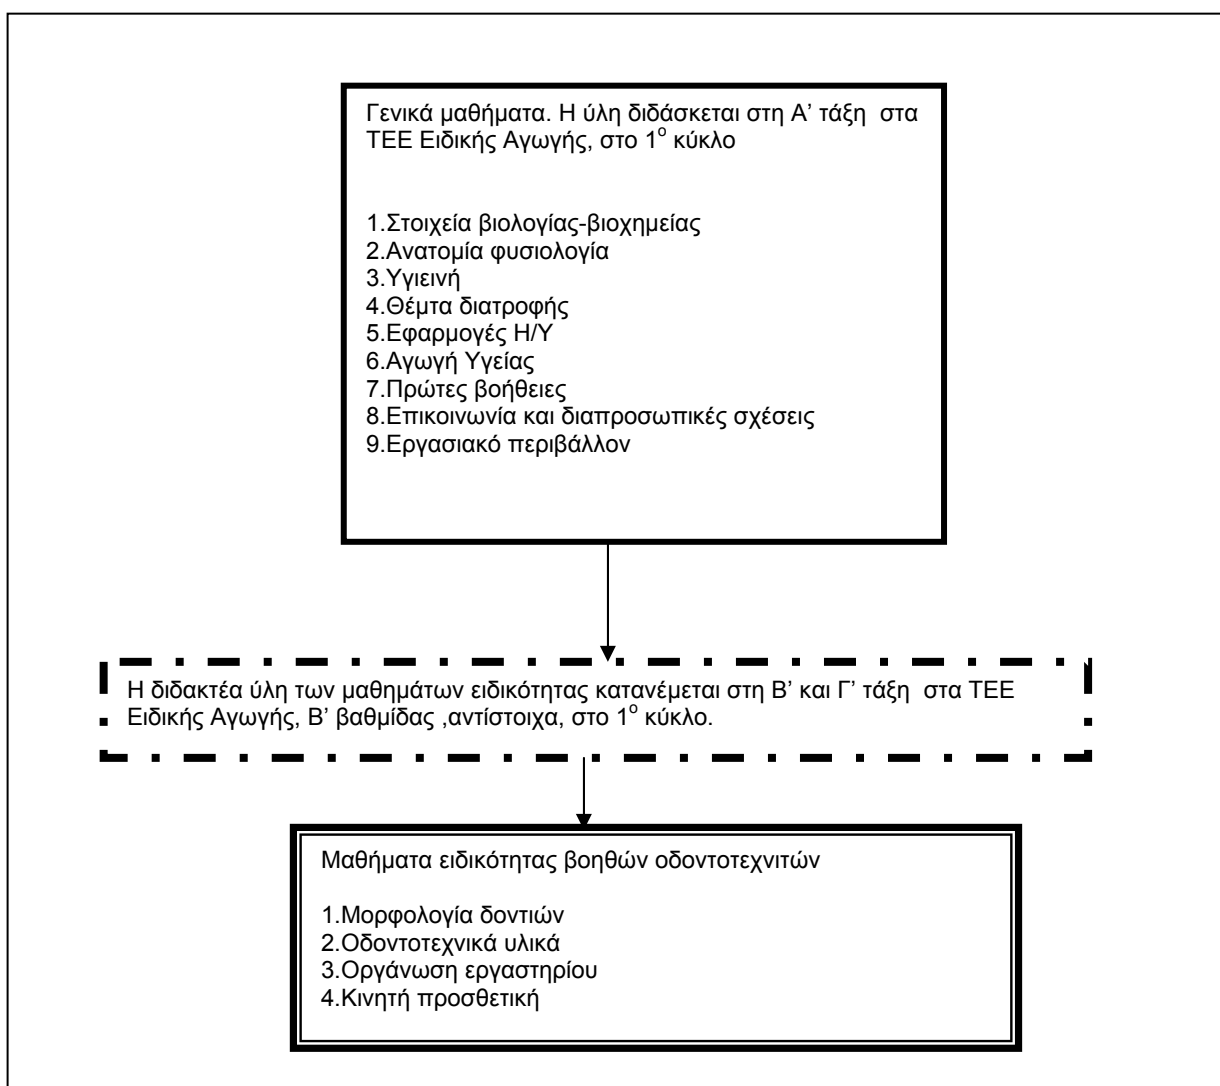 Γενικά μαθήματα. Η ύλη διδάσκεται στη Α’ τάξη  στα
ΤΕΕ Ειδικής Αγωγής, στο 1ο κύκλο
1.Στοιχεία βιολογίας-βιοχημείας
2.Ανατομία φυσιολογία
3.Υγιεινή
4.Θέμτα διατροφής
5.Εφαρμογές Η/Υ
6.Αγωγή Υγείας
7.Πρώτες βοήθειες
8.Επικοινωνία και διαπροσωπικές σχέσεις
9.Εργασιακό περιβάλλον
Η διδακτέα ύλη των μαθημάτων ειδικότητας κατανέμεται στη Β’ και Γ’ τάξη  στα ΤΕΕ
Ειδικής Αγωγής, Β’ βαθμίδας ,αντίστοιχα, στο 1ο κύκλο.
Μαθήματα ειδικότητας βοηθών οδοντοτεχνιτών
1.Μορφολογία δοντιών
2.Οδοντοτεχνικά υλικά
3.Οργάνωση εργαστηρίου
4.Κινητή προσθετική